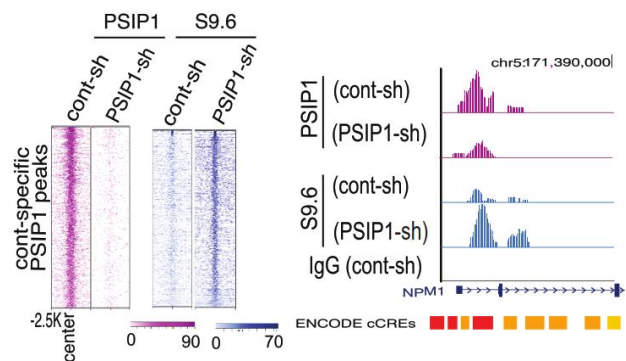 PSIP1 S9.6
cont-sh PSIP1-sh cont-sh PSIP1-sh
cont-specific
PSIP1 peaks
-2.5K
center
0 90
0 70
chr5:171,390,000
PSIP1
(cont-sh)
(PSIP1-sh)
S9.6
(cont-sh)
(PSIP1-sh)
IgG (cont-sh)
NPM1
ENCODE cCREs